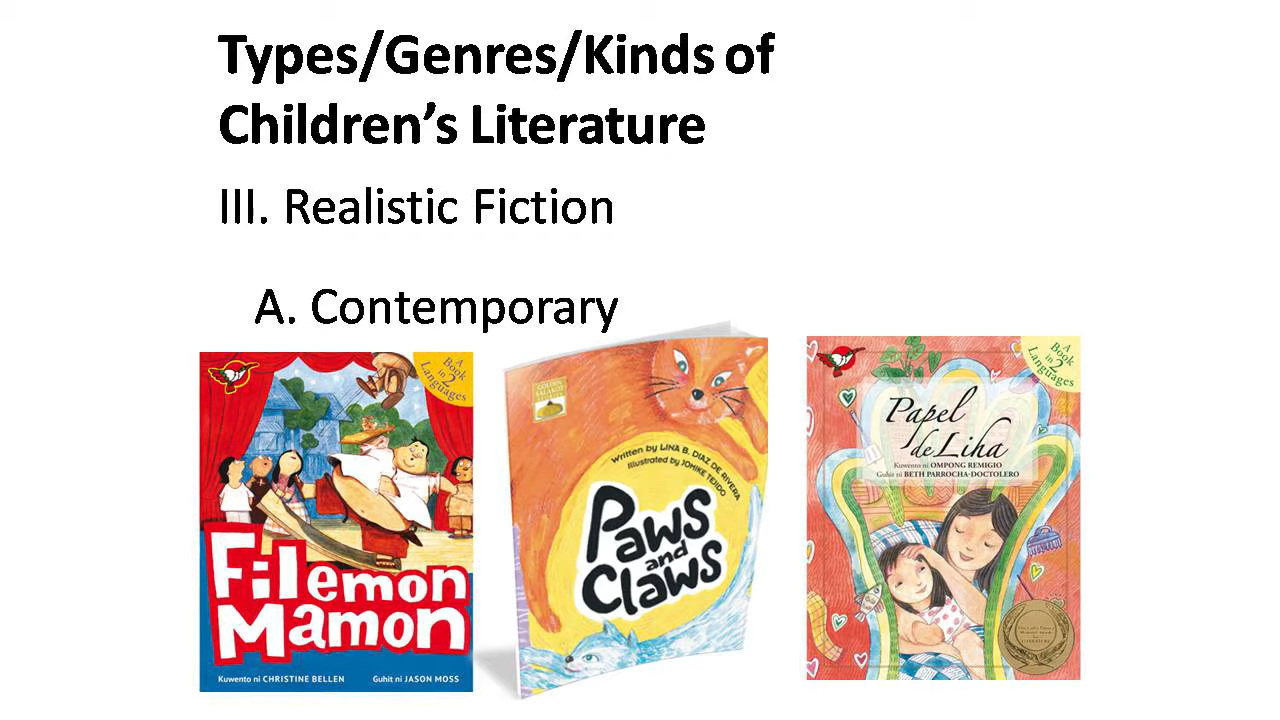 Types/Genres/Kinds of
Children's Literature
III. Realistic Fiction
A. Contemporary
A
Book
in 2
Languages
Filemon
Mamon
Kuwento ni CHRISTINE BELLEN
Guhit ni JASON MOSS
Written by LINA B. DIAZ DE RIVERA
Illustrated by JOMIKE TEJIDO
Paws
and
Claws
A
Book
in 2
Languages
Papel
de Liha
Kuwento ni OMPONG REMIGIO
Guhit ni BETH PARROCHA-DOCTOLERO